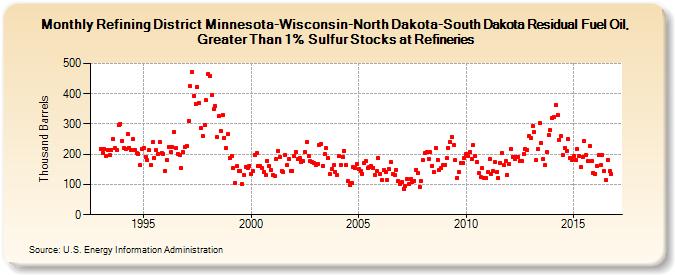 Monthly Refining District Minnesota-Wisconsin-North Dakota-South Dakota Residual Fuel Oil,
Greater Than 1% Sulfur Stocks at Refineries
Thousand Barrels
500
400
300
200
100
0
1995 2000 2005 2010 2015
Source: U.S. Energy Information Administration